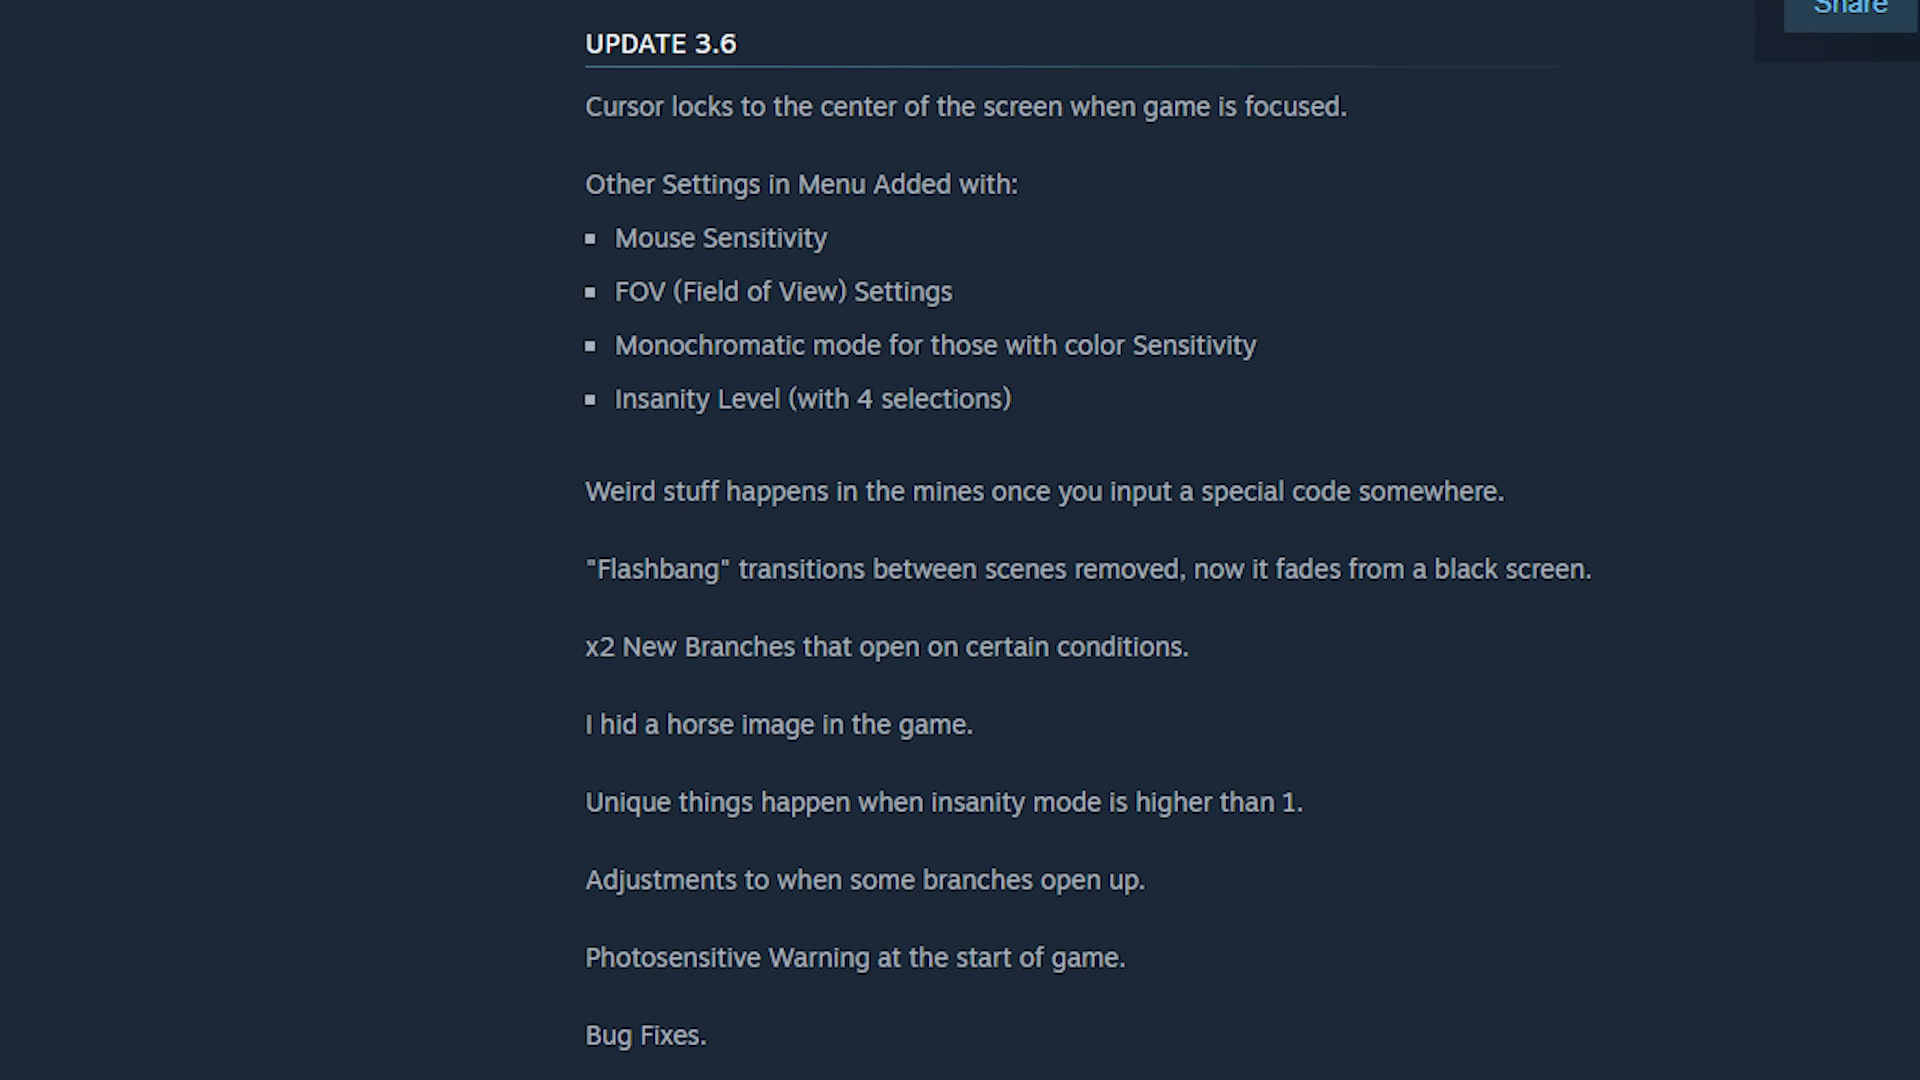 Share
UPDATE 3.6
Cursor locks to the center of the screen when game is focused.
Other Settings in Menu Added with:
Mouse Sensitivity
FOV (Field of View) Settings
Monochromatic mode for those with color Sensitivity
Insanity Level (with 4 selections)
Weird stuff happens in the mines once you input a special code somewhere.
"Flashbang" transitions between scenes removed, now it fades from a black screen.
x2 New Branches that open on certain conditions.
I hid a horse image in the game.
Unique things happen when insanity mode is higher than 1.
Adjustments to when some branches open up.
Photosensitive Warning at the start of game.
Bug Fixes.